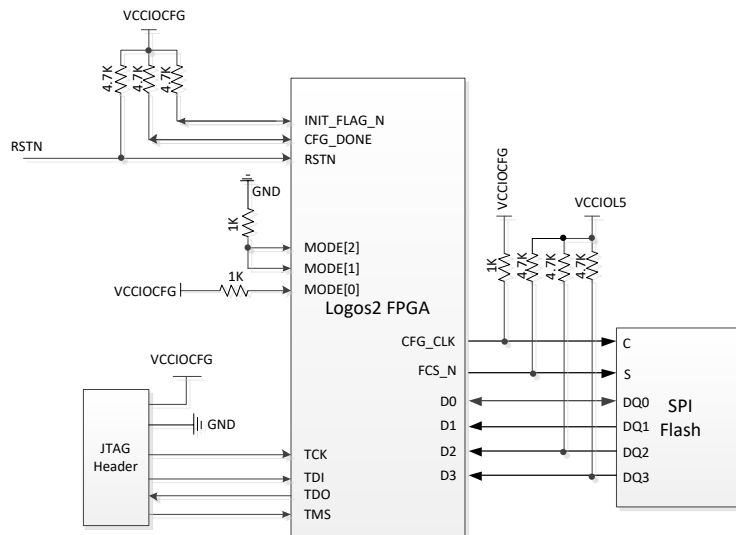 VCCIOCFG
4.7K
4.7K
4.7K
INIT_FLAG_N
CFG_DONE
RSTN
RSTN
GND
1K
MODE[2]
MODE[1]
1K
VCCIOCFG
MODE[0]
Logos2 FPGA
VCCIOCFG
VCCIOL5
1K
4.7K
4.7K
4.7K
CFG_CLK
C
FCS_N
S
D0
DQ0
D1
DQ1
D2
DQ2
D3
DQ3
SPI
Flash
VCCIOCFG
GND
JTAG
Header
TCK
TDI
TDO
TMS